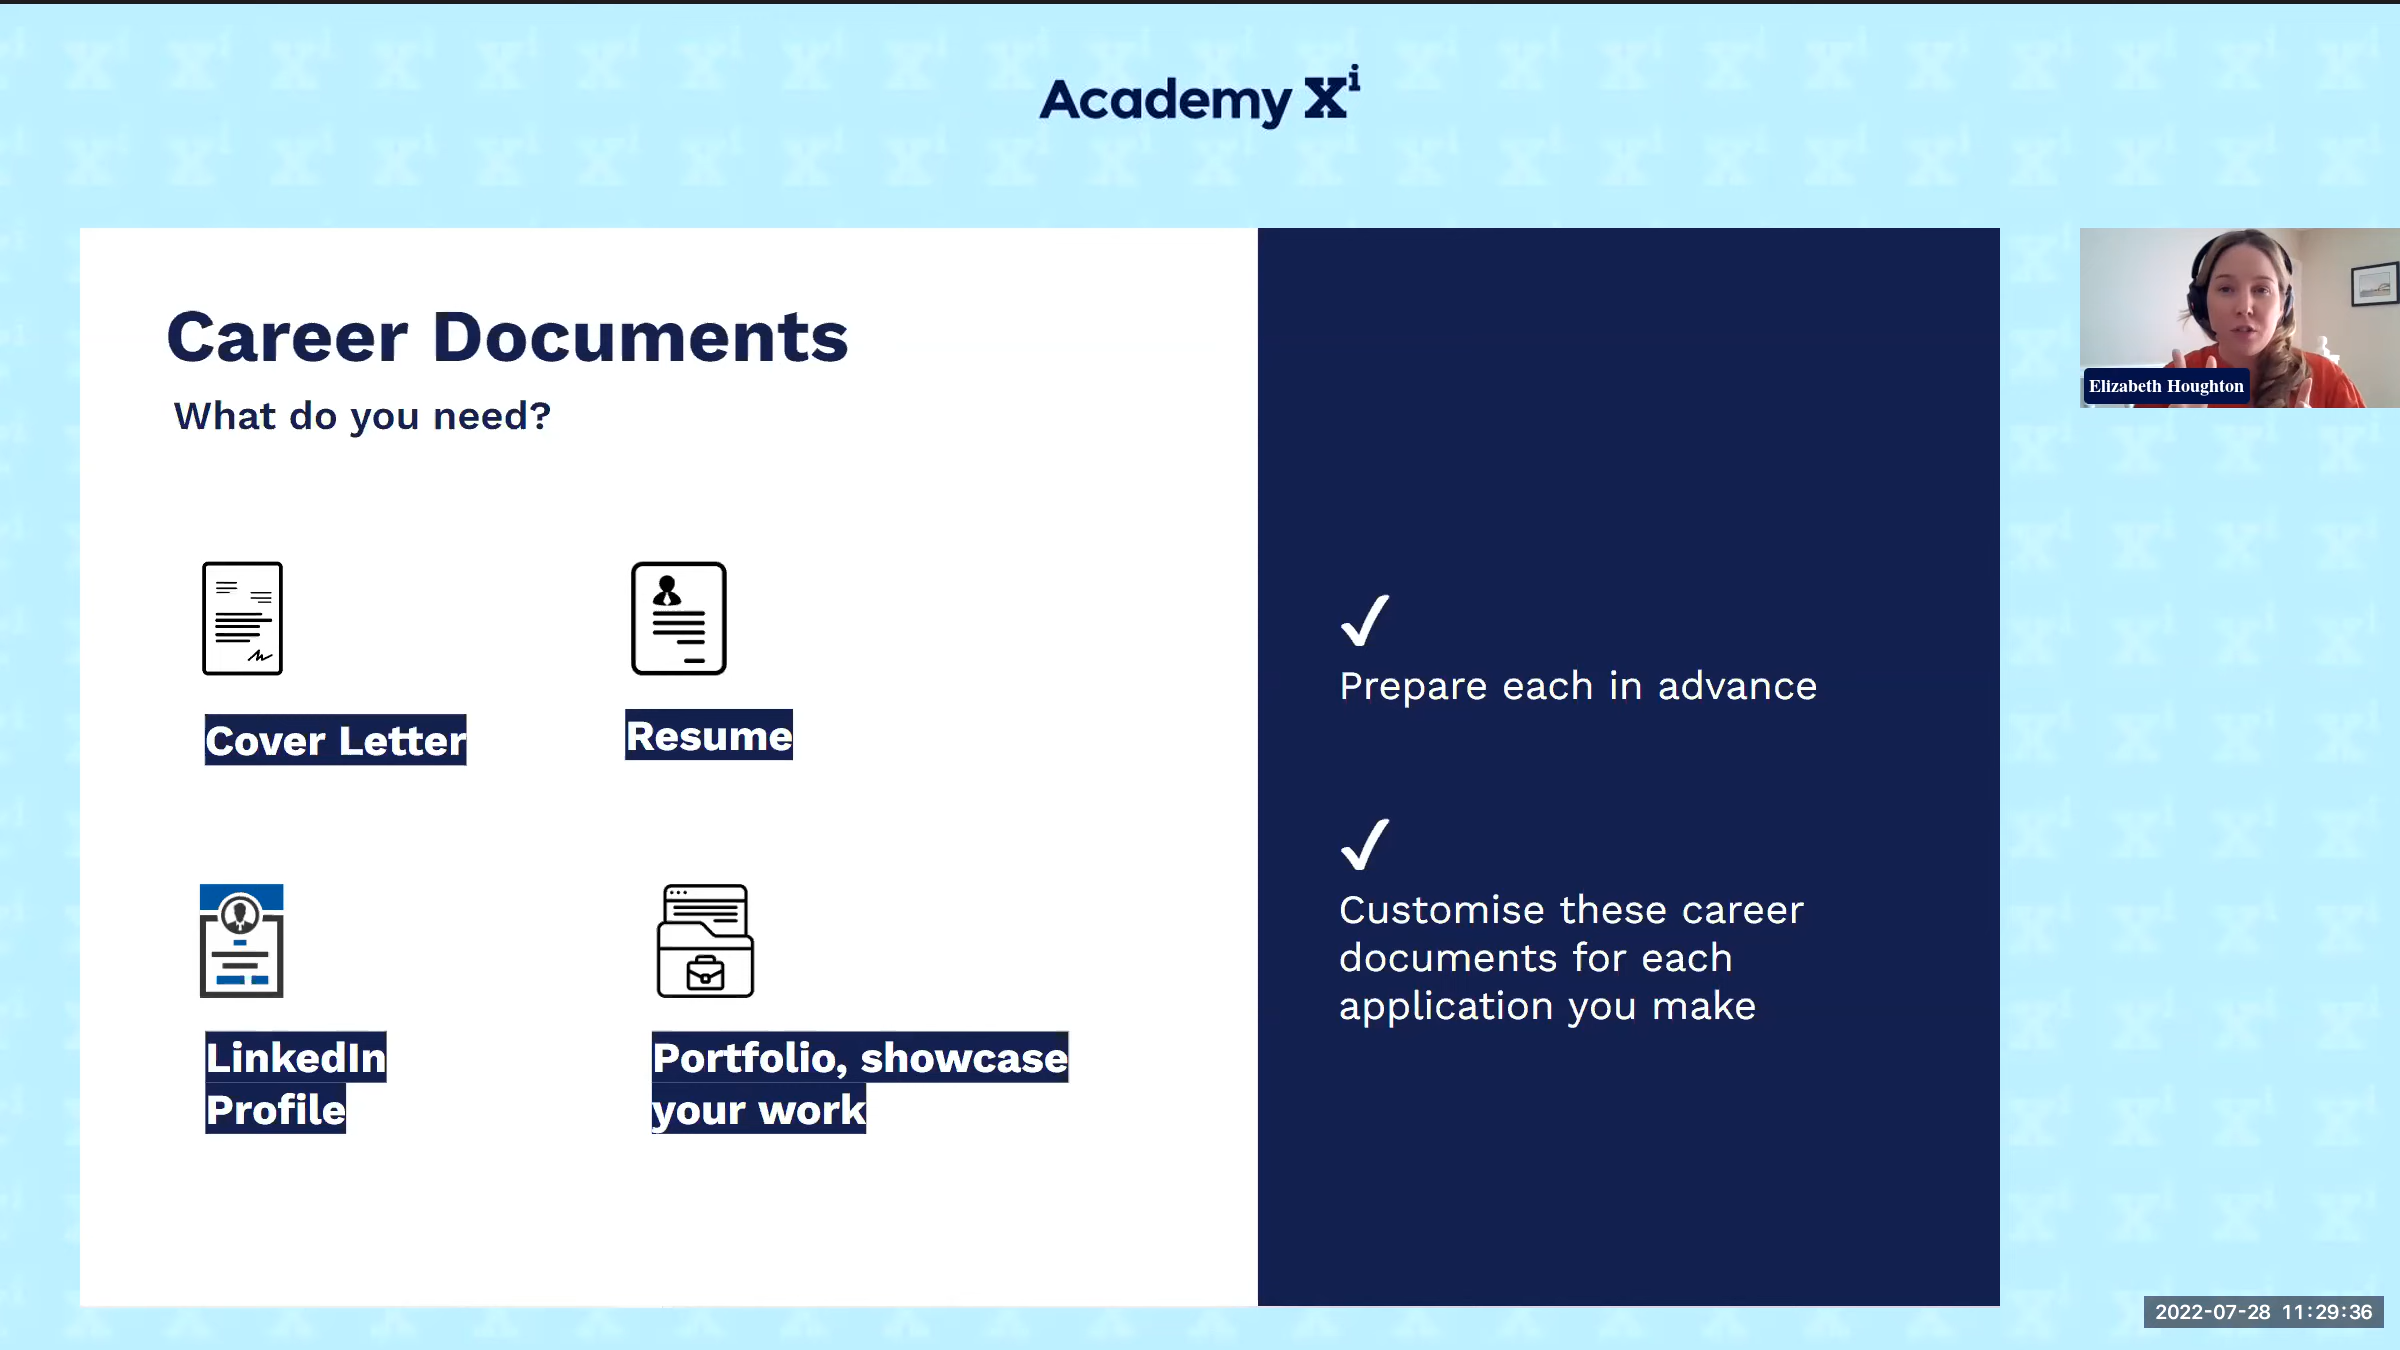 Academy Xi
Career Documents
What do you need?
Cover Letter
Resume
LinkedIn
Profile
Portfolio, showcase
your work
Prepare each in advance
Customise these career
documents for each
application you make
Elizabeth Houghton
2022-07-28 11:29:36